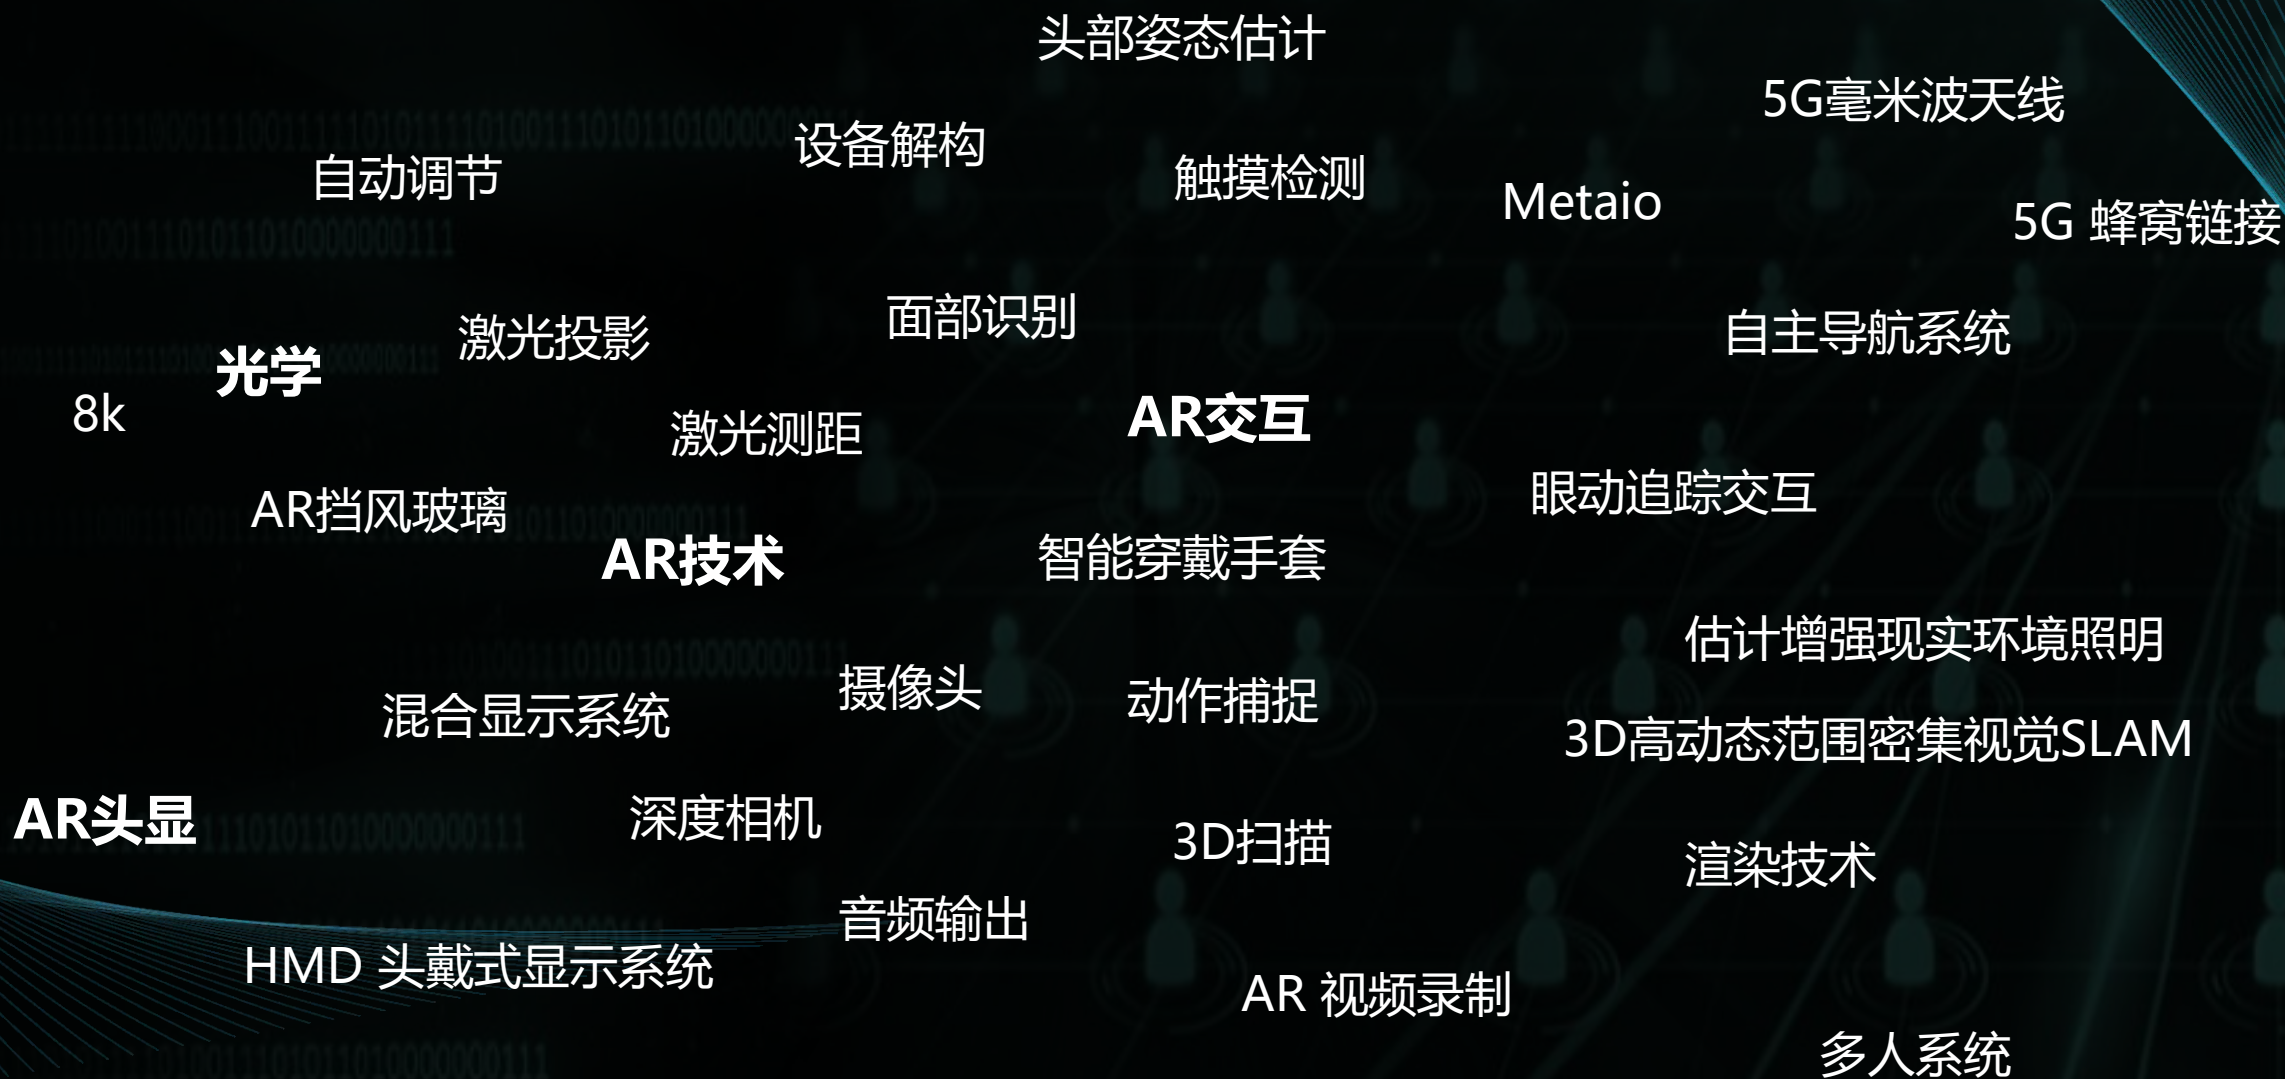 头部姿态估计
5G毫米波天线
设备解构
自动调节
触摸检测
Metaio
5G 蜂窝链接
面部识别
激光投影
自主导航系统
光学
8k
激光测距
AR交互
眼动追踪交互
AR挡风玻璃
AR技术
智能穿戴手套
估计增强现实环境照明
摄像头
动作捕捉
混合显示系统
3D高动态范围密集视觉SLAM
AR头显
深度相机
3D扫描
渲染技术
音频输出
HMD 头戴式显示系统
AR 视频录制
多人系统